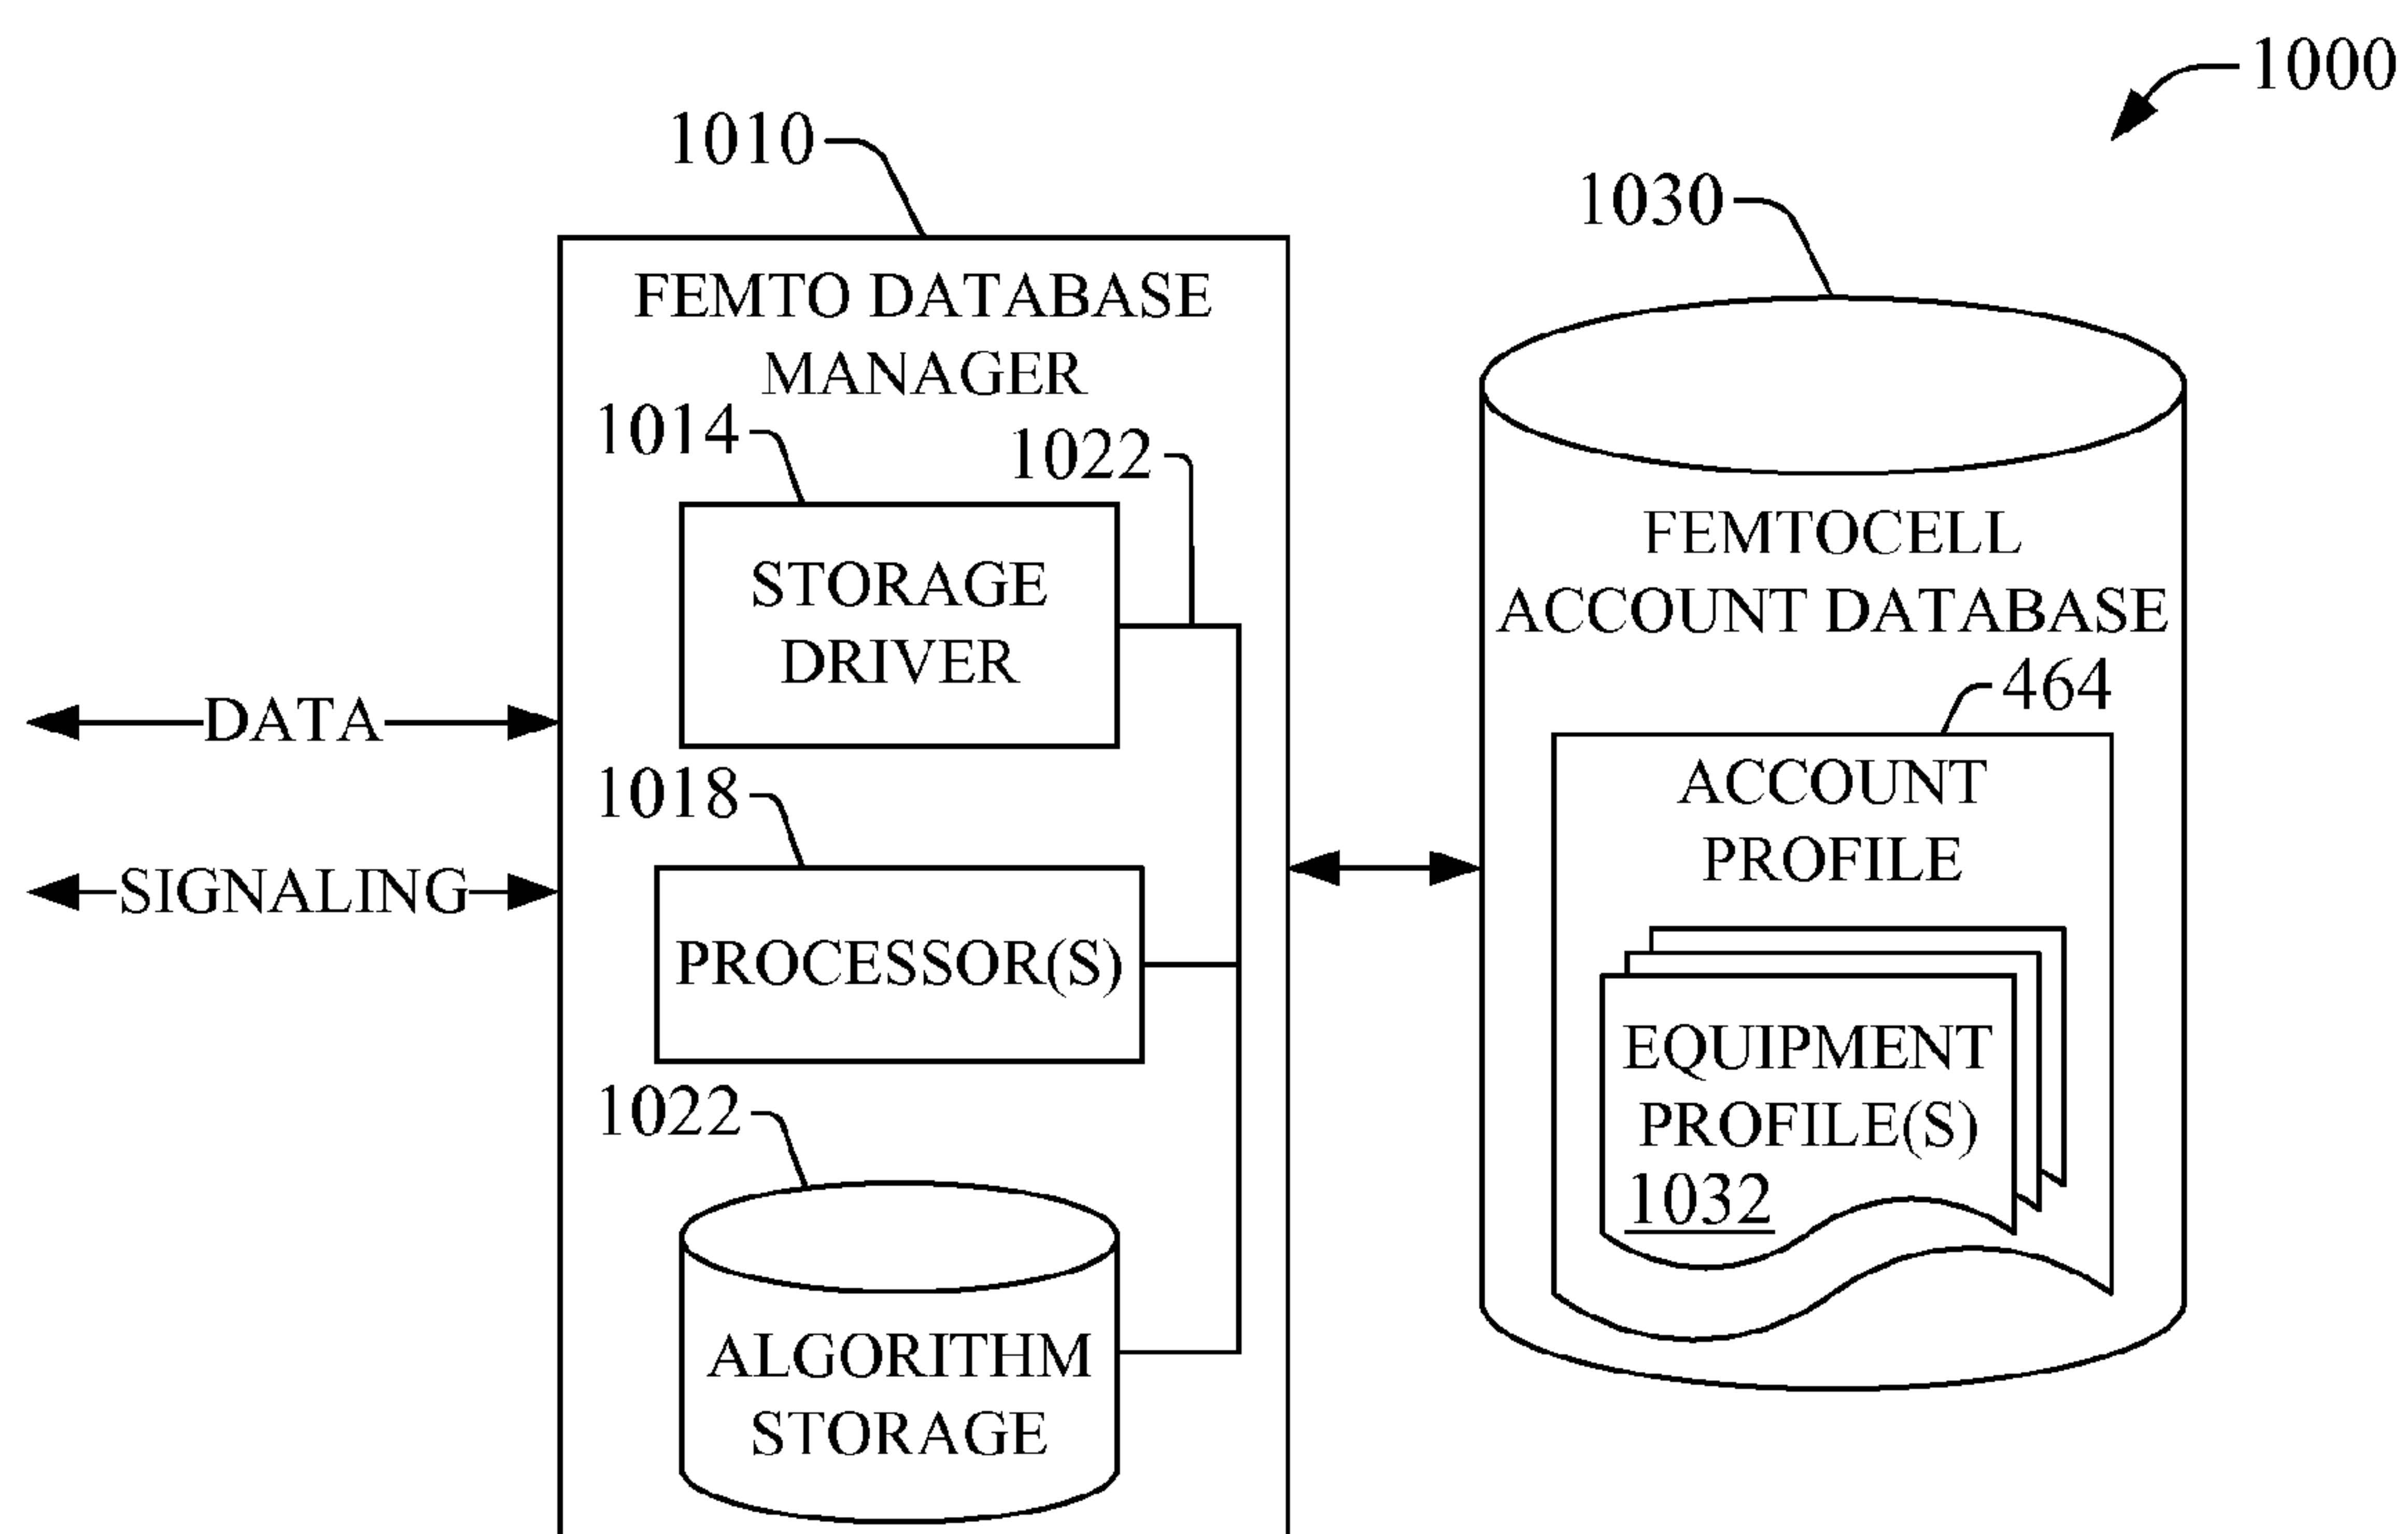 1000
1010
1030
FEMTO DATABASE
MANAGER
1014
1022
STORAGE
DRIVER
DATA
1018
SIGNALING
PROCESSOR(S)
1022
ALGORITHM
STORAGE
FEMTOCELL
ACCOUNT DATABASE
464
ACCOUNT
PROFILE
EQUIPMENT
PROFILE(S)
1032